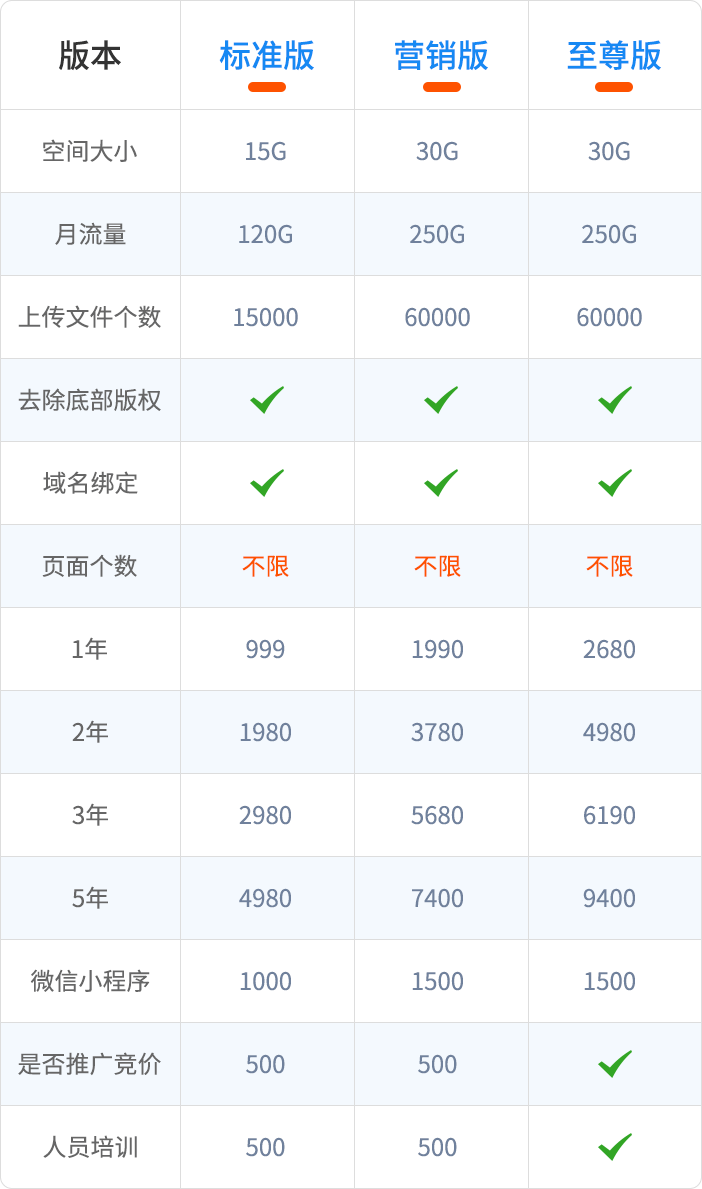 版本 标准版 营销版 至尊版
空间大小 15G 30G 30G
月流量 120G 250G 250G
上传文件个数 15000 60000 60000
去除底部版权
域名绑定
页面个数 不限 不限 不限
1年 999 1990 2680
2年 1980 3780 4980
3年 2980 5680 6190
5年 4980 7400 9400
微信小程序 1000 1500 1500
是否推广竞价 500 500
人员培训 500 500